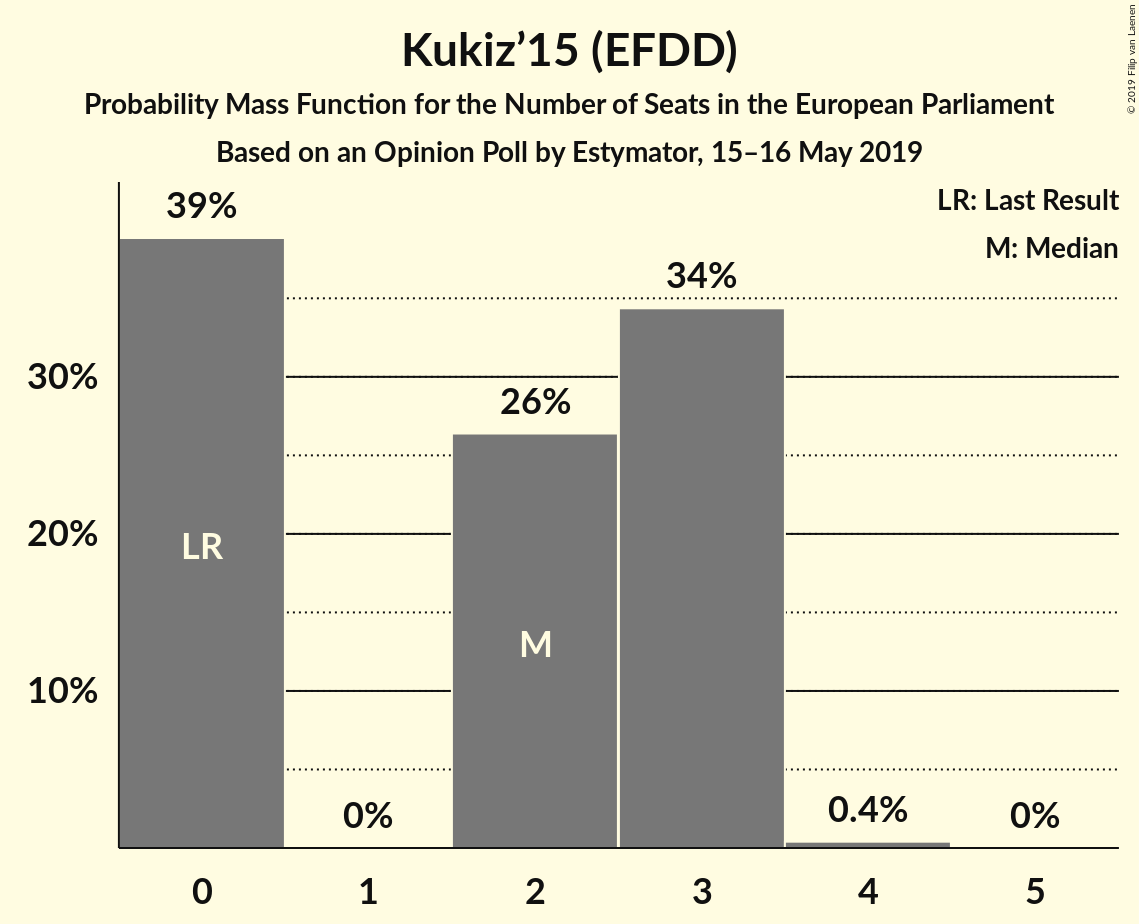 Kukiz’15 (EFDD)
Probability Mass Function for the Number of Seats in the European Parliament
Based on an Opinion Poll by Estymator, 15–16 May 2019
© 2019 Filip van Laenen
LR: Last Result
M: Median
39%
0%
26%
34%
0.4%
0%
LR
M
30%
20%
10%
0 1 2 3 4 5